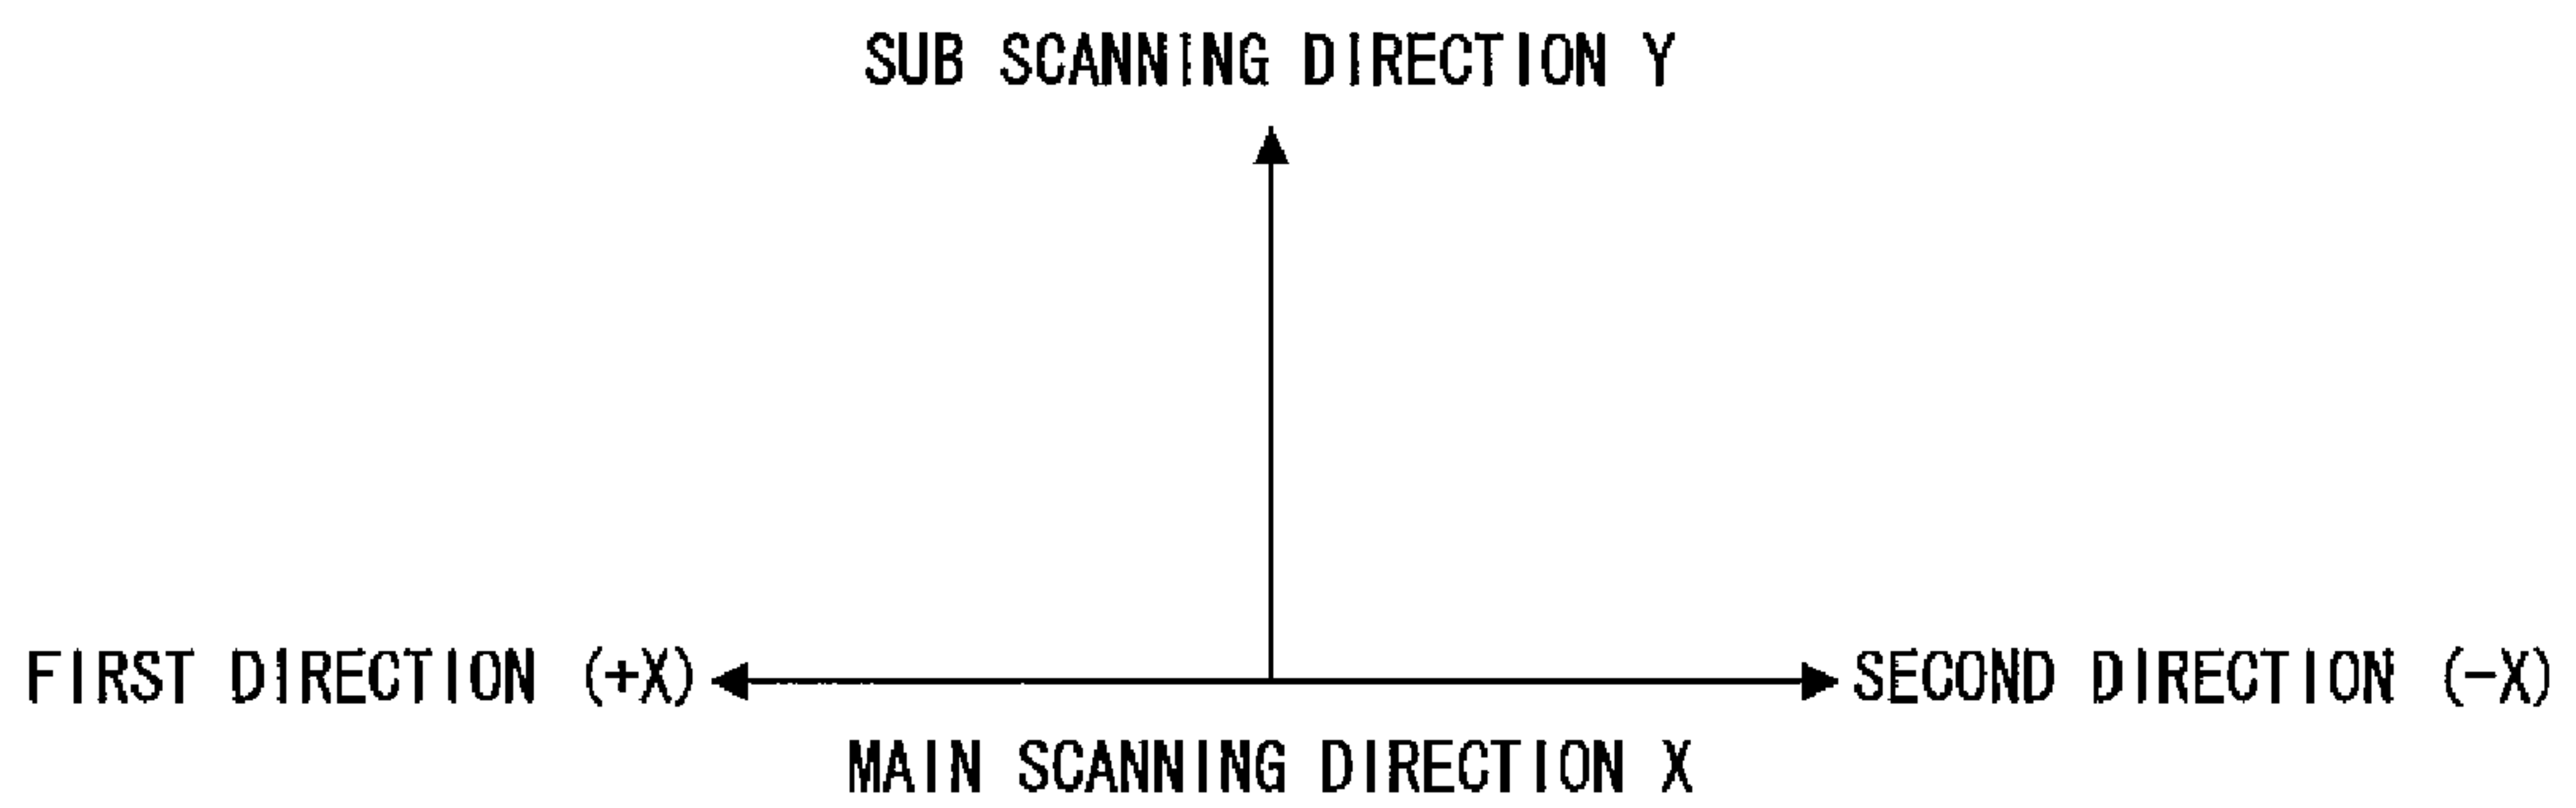 SUB SCANNING DIRECTION Y
FIRST DIRECTION (+X) SECOND DIRECTION (-X)
MAIN SCANNING DIRECTION X